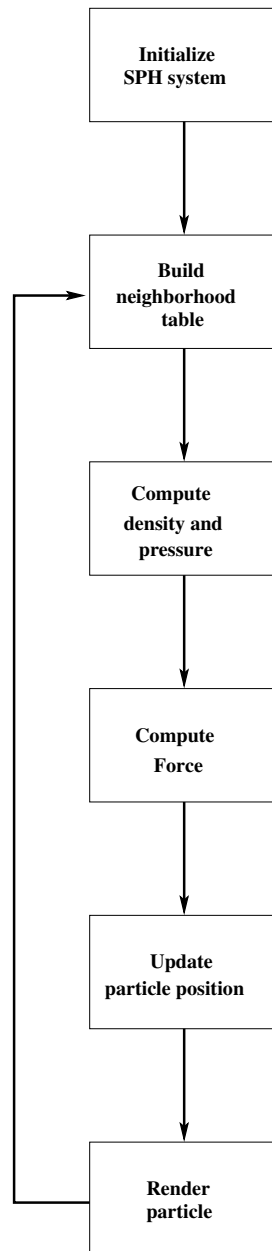 Initialize
SPH system
Build
neighborhood
table
Compute
density and
pressure
Compute
Force
Update
particle position
Render
particle